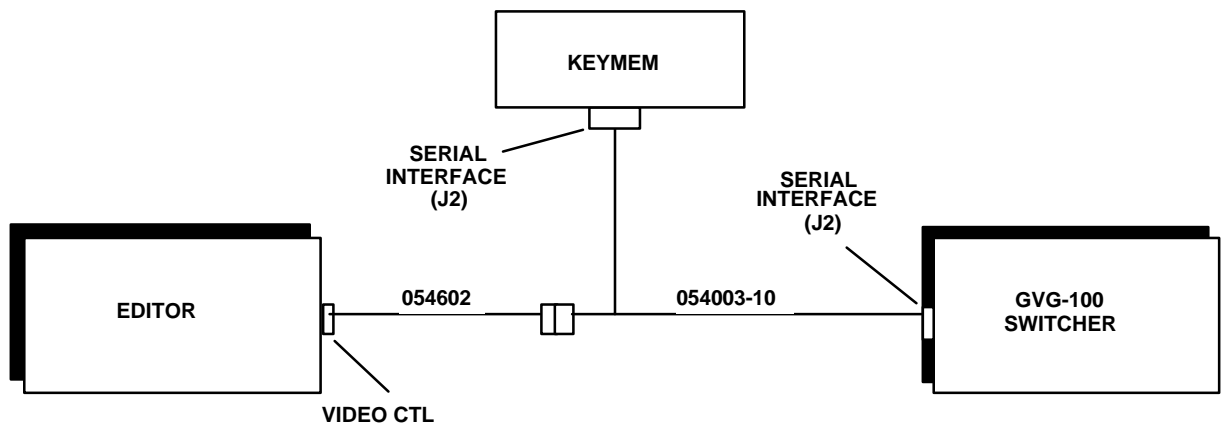 KEYMEM
SERIAL
INTERFACE
(J2)
SERIAL
INTERFACE
(J2)
054602
054003-10
EDITOR
GVG-100
SWITCHER
VIDEO CTL